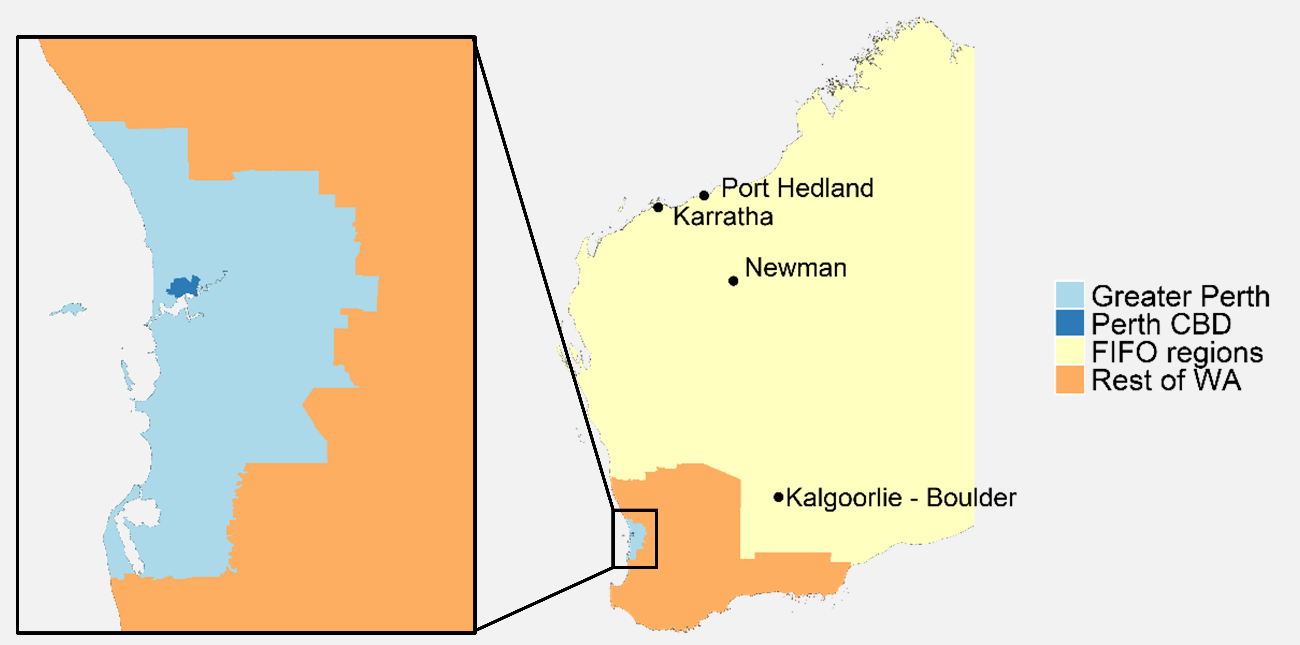 Port Hedland
Karratha
Newman
Kalgoorlie - Boulder
Greater Perth
Perth CBD
FIFO regions
Rest of WA